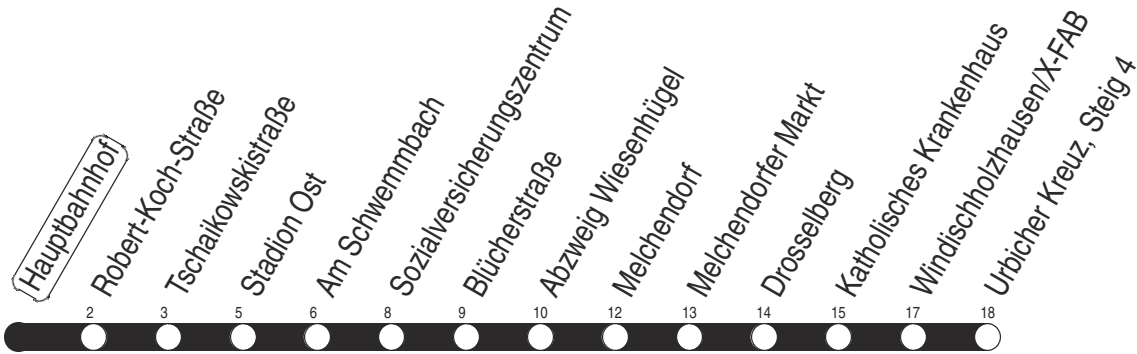 Hauptbahnhof
Robert-Koch-Straße
Tschaikowskistraße
Stadion Ost
Am Schwemmbach
Sozialversicherungszentrum
Blücherstraße
Abzweig Wiesenhügel
Melchendorf
Melchendorfer Markt
Drosselberg
Katholisches Krankenhaus
Windischholzhausen/X-FAB
Urbicher Kreuz, Steig 4
2 3 5 6 8 9 10 12 13 14 15 17 18